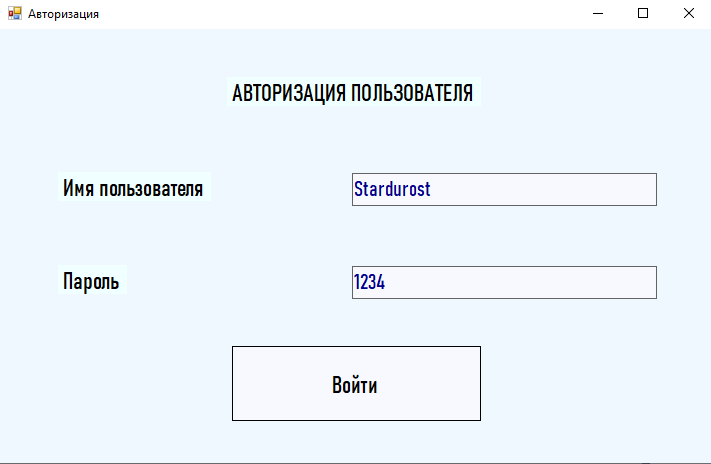 Авторизация
АВТОРИЗАЦИЯ ПОЛЬЗОВАТЕЛЯ
Имя пользователя
Stardurost
Пароль
1234
Войти